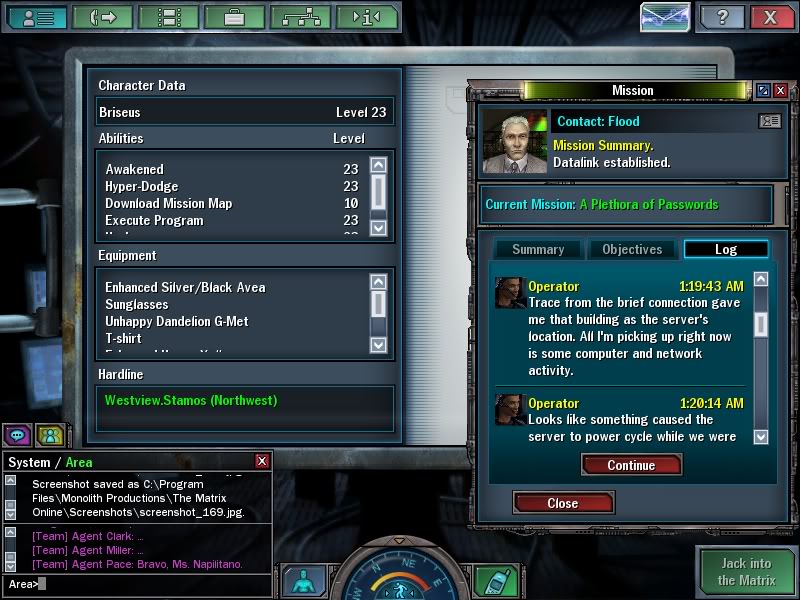 ?
X
Character Data
Briseus Level 23
Abilities Level
Awakened 23
Hyper-Dodge 23
Download Mission Map 10
Execute Program 23
Equipment
Enhanced Silver/Black Avea
Sunglasses
Unhappy Dandelion G-Met
T-shirt
Hardline
Westview.Stamos (Northwest)
Mission
Contact: Flood
Mission Summary.
Datalink established.
Current Mission: A Plethora of Passwords
Summary Objectives Log
Operator 1:19:43 AM
Trace from the brief connection gave
me that building as the server's
location. All I'm picking up right now
is some computer and network
activity.
Operator 1:20:14 AM
Looks like something caused the
server to power cycle while we were
Continue
Close
System / Area
Screenshot saved as C:\Program
Files\Monolith Productions\The Matrix
Online\Screenshots\screenshot_169.jpg.
[Team] Agent Clark: ...
[Team] Agent Miller: ...
[Team] Agent Pace: Bravo, Ms. Napilitano.
Area>
NW N NE E
Jack into
the Matrix